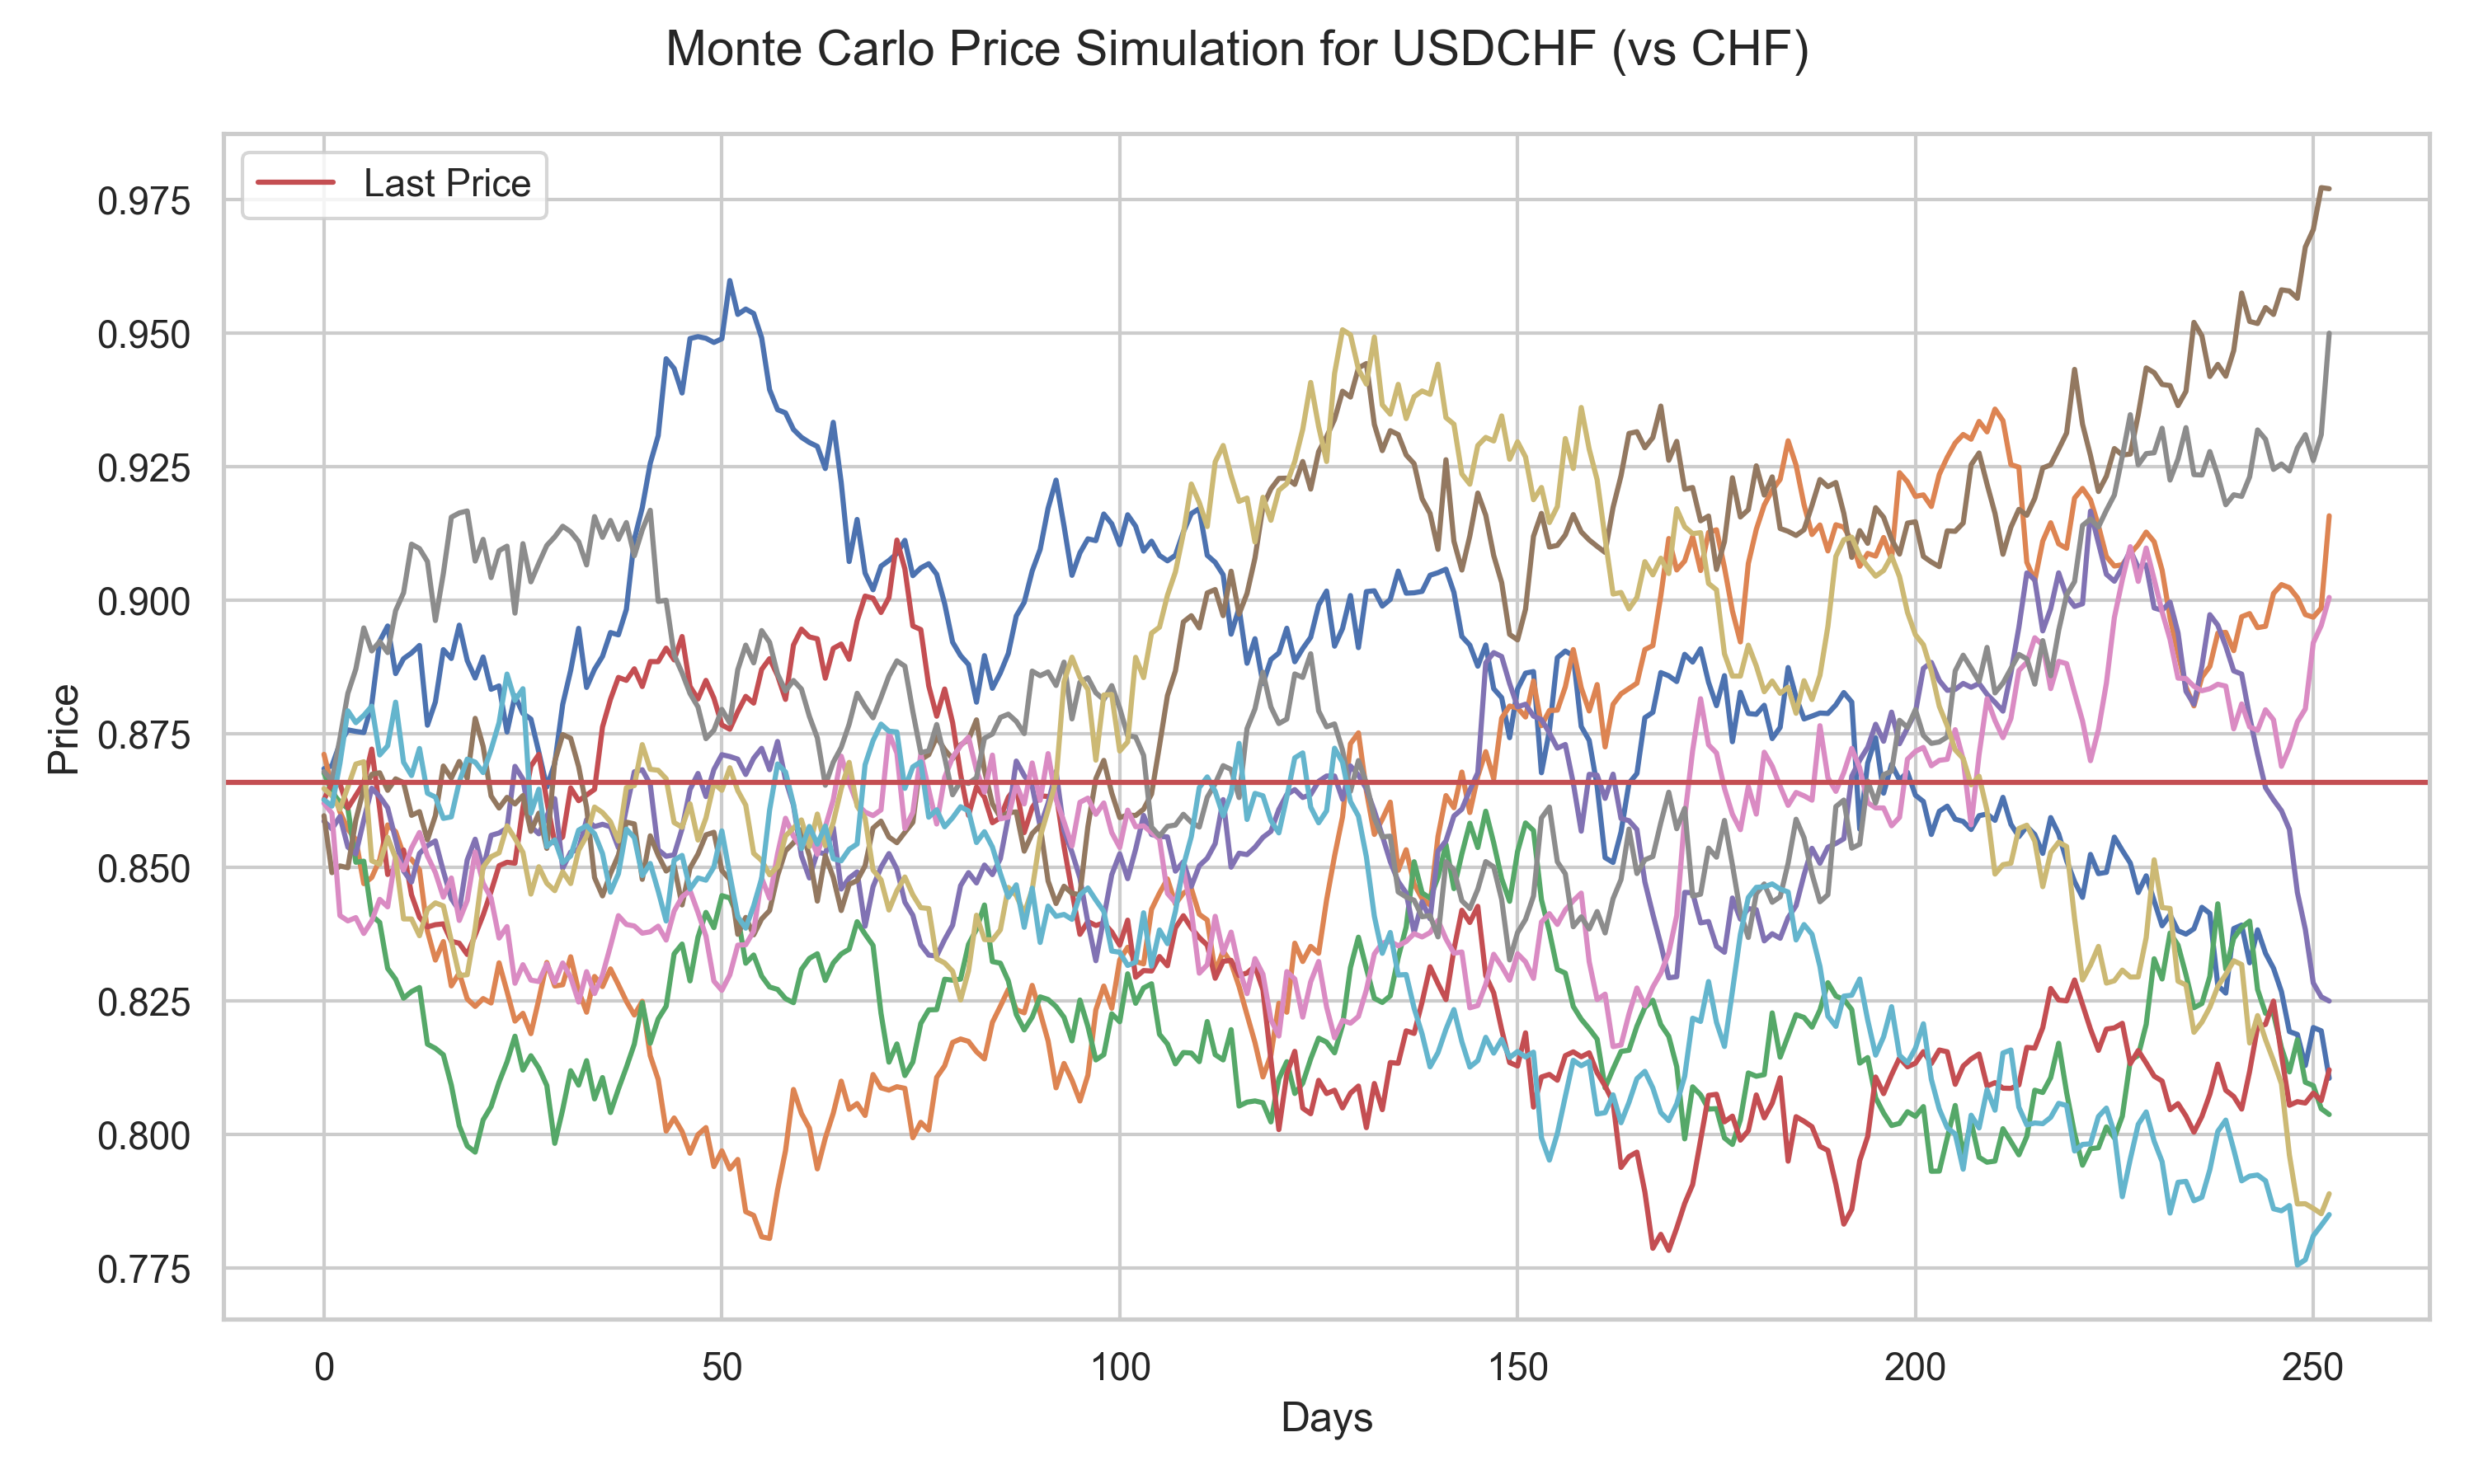 Monte Carlo Price Simulation for USDCHF (vs CHF)
Last Price
0.975
0.950
0.925
0.900
0.875
0.850
0.825
0.800
0.775
Price
0 50 100 150 200 250
Days